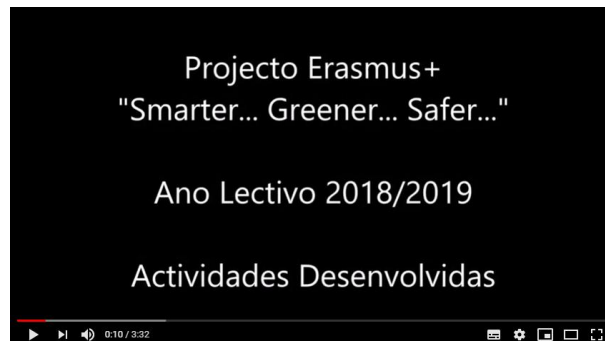 Projecto Erasmus+
"Smarter... Greener... Safer..."
Ano Lectivo 2018/2019
Actividades Desenvolvidas
0:10 / 3:32